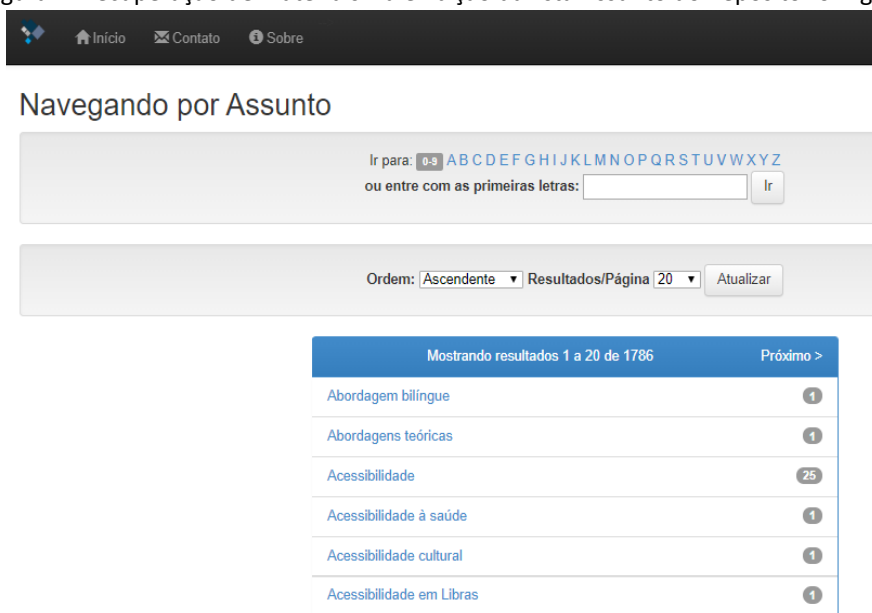 Início Contato Sobre
Navegando por Assunto
Ir para: 0-9 A B C D E F G H I J K L M N O P Q R S T U V W X Y Z
ou entre com as primeiras letras: Ir
Ordem: Ascendente Resultados/Página 20 Atualizar
Mostrando resultados 1 a 20 de 1786 Próximo >
Abordagem bilíngue 1
Abordagens teóricas 1
Acessibilidade 25
Acessibilidade à saúde 1
Acessibilidade cultural 1
Acessibilidade em Libras 1